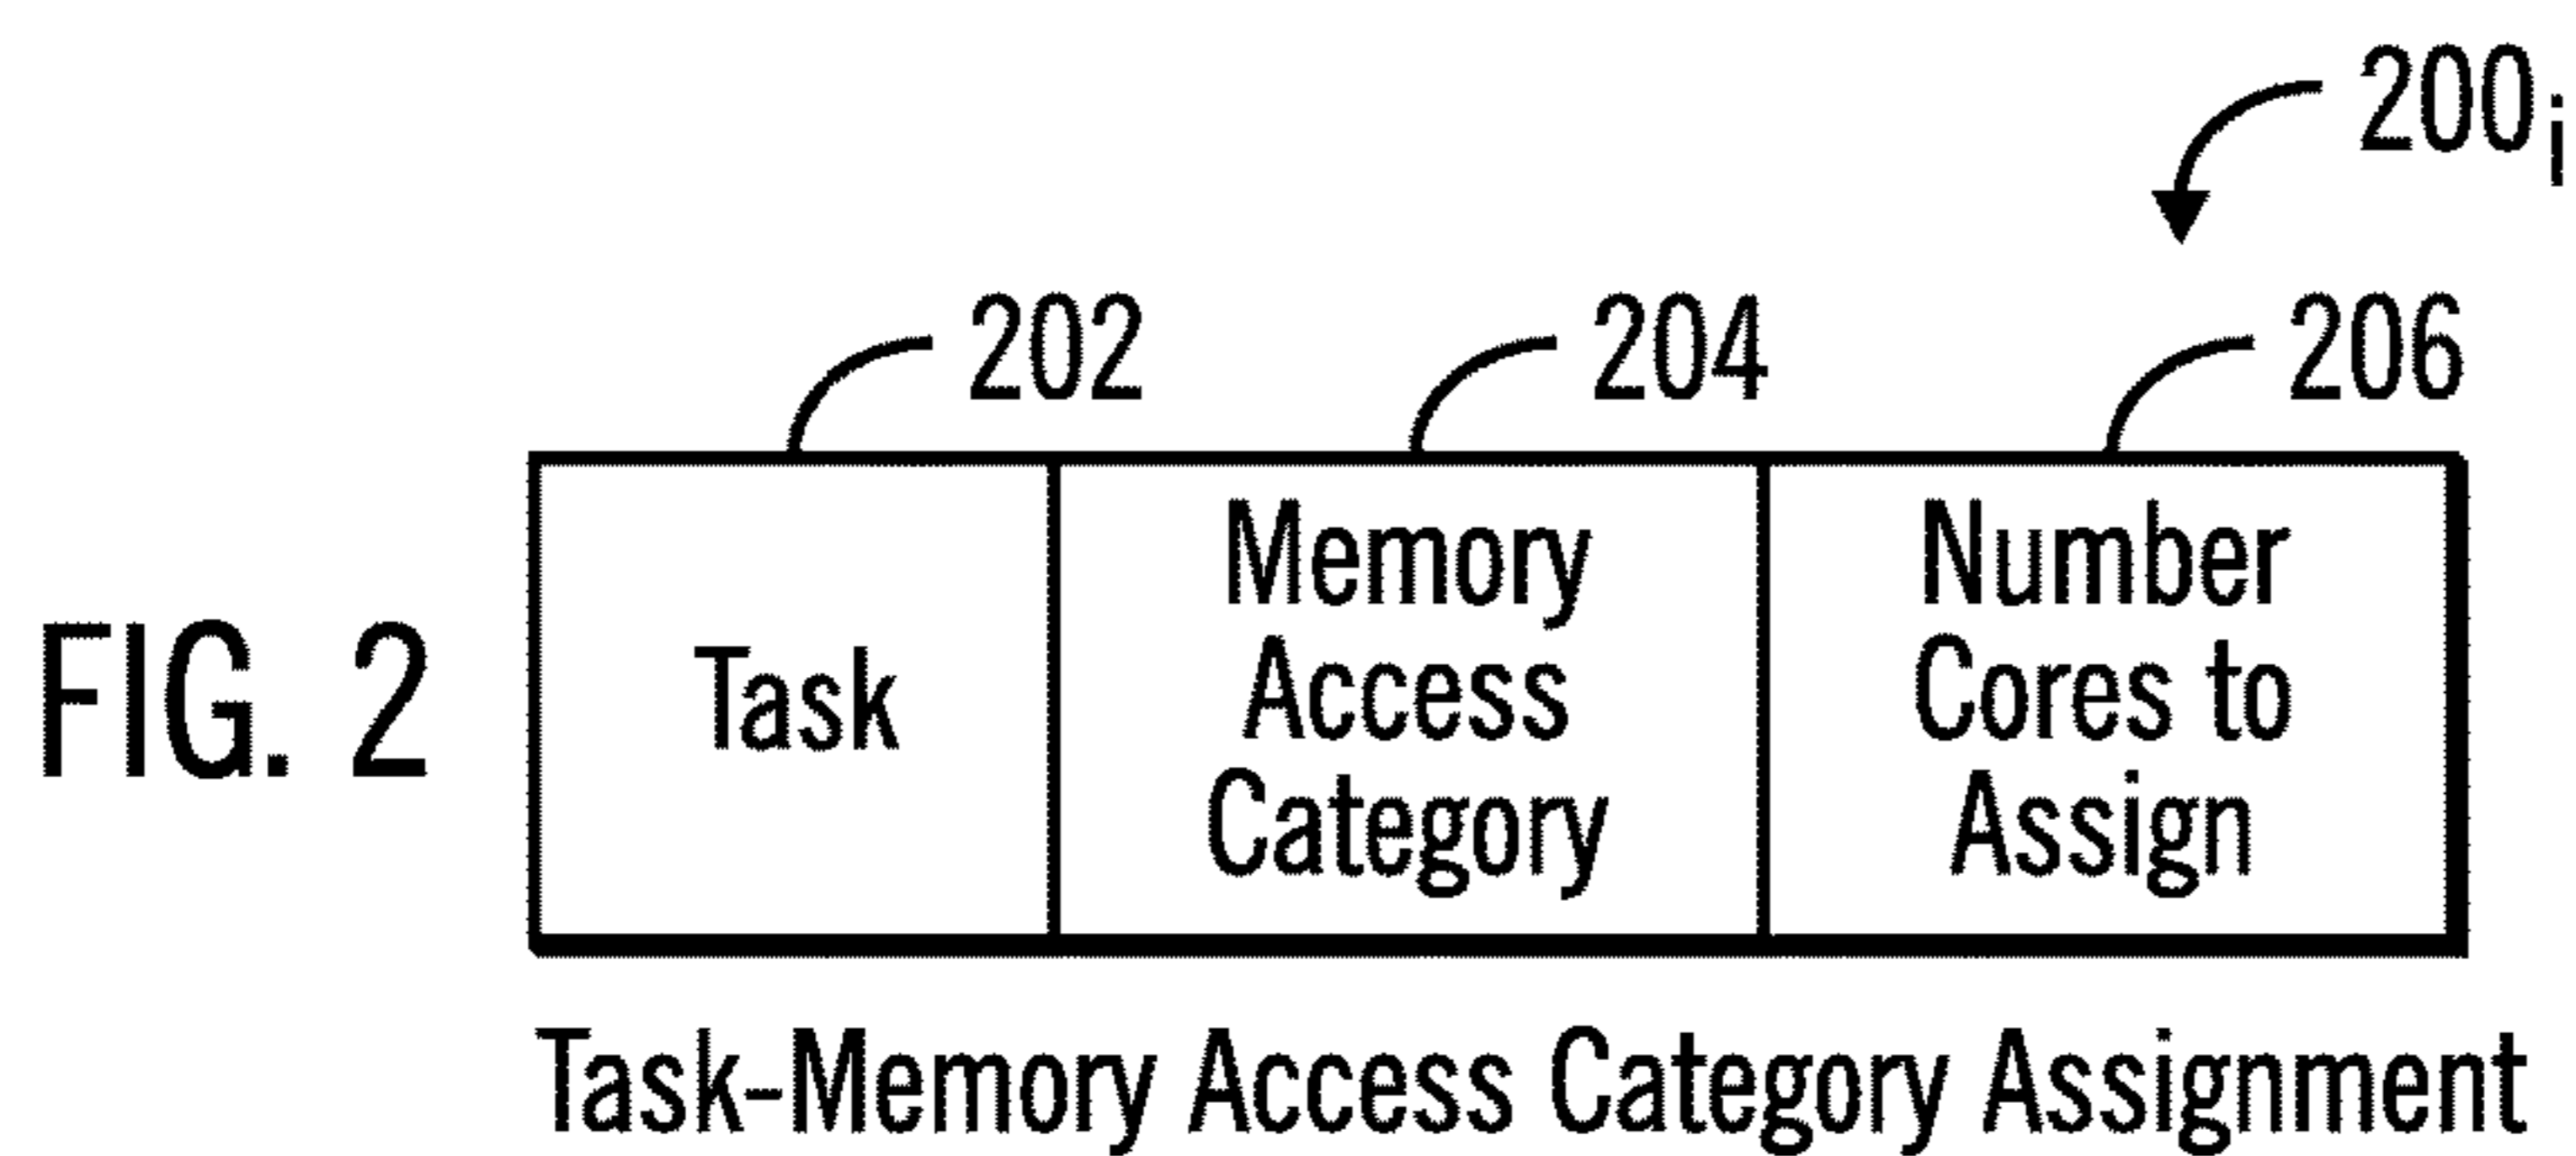 200i
202
204
206
FIG. 2
Task
Memory
Access
Category
Number
Cores to
Assign
Task-Memory Access Category Assignment